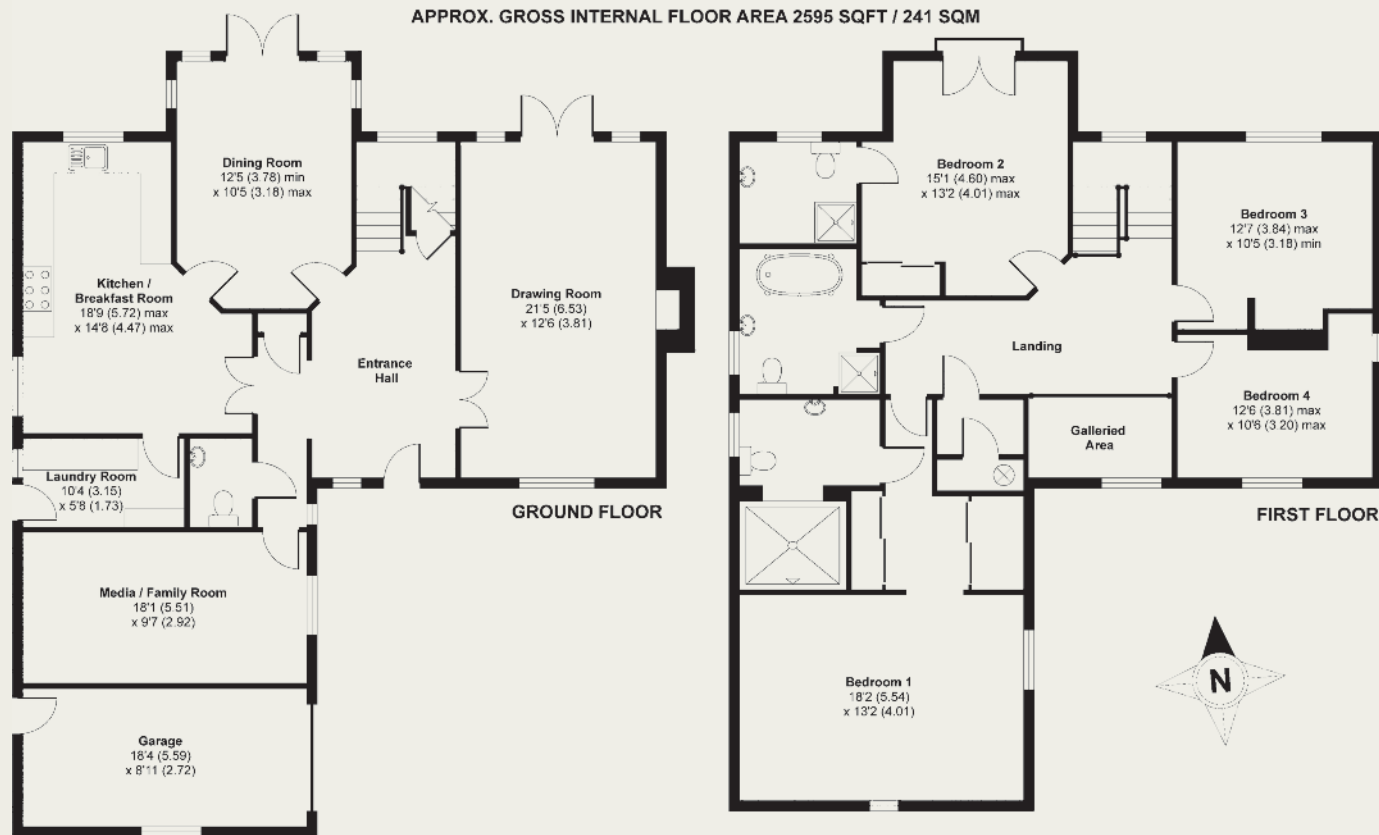 APPROX. GROSS INTERNAL FLOOR AREA 2595 SQFT / 241 SQM
Dining Room
12'5 (3.78) min
x 10'5 (3.18) max
Kitchen /
Breakfast Room
18'9 (5.72) max
x 14'8 (4.47) max
Drawing Room
21'5 (6.53)
x 12'6 (3.81)
Entrance
Hall
Laundry Room
10'4 (3.15)
x 5'8 (1.73)
GROUND FLOOR
Media / Family Room
18'1 (5.51)
x 9'7 (2.92)
Garage
18'4 (5.59)
x 8'11 (2.72)
Bedroom 2
15'1 (4.60) max
x 13'2 (4.01) max
Bedroom 3
12'7 (3.84) max
x 10'5 (3.18) min
Landing
Bedroom 4
12'6 (3.81) max
x 10'6 (3.20) max
Galleried
Area
FIRST FLOOR
Bedroom 1
18'2 (5.54)
x 13'2 (4.01)
N